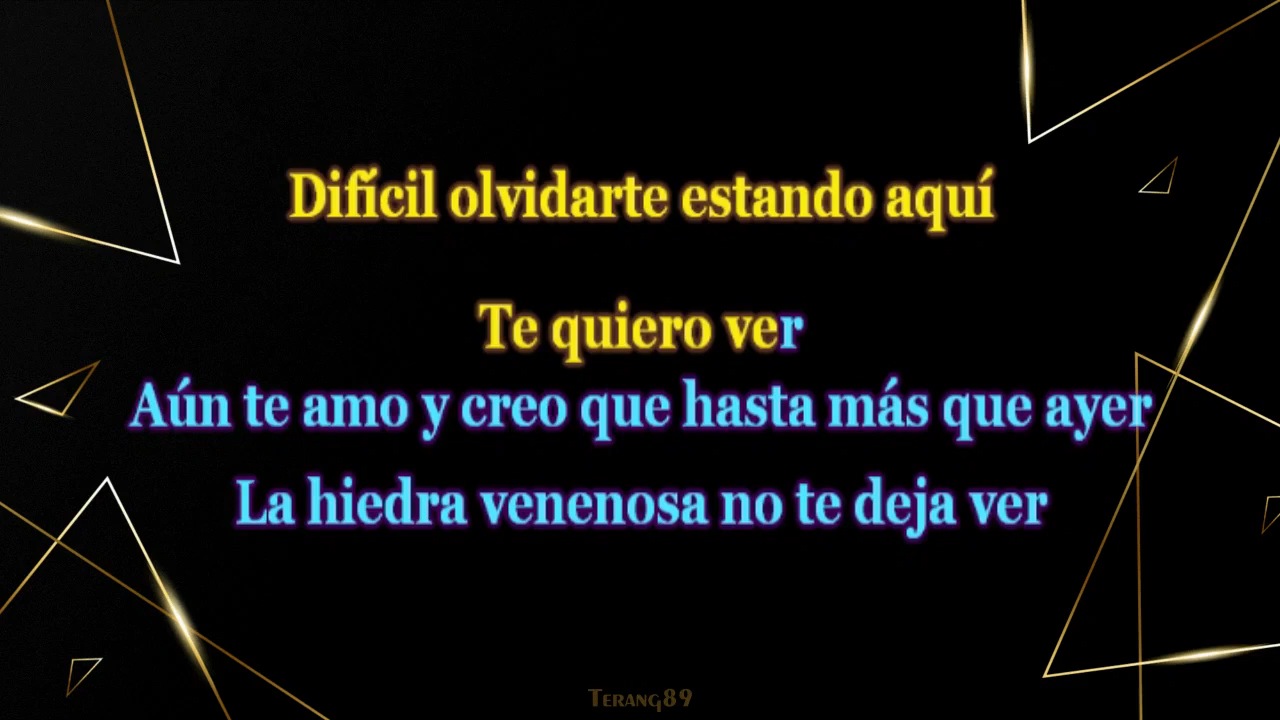 Difícil olvidarte estando aquí
Te quiero ver
Aún te amo y creo que hasta más que ayer
La hiedra venenosa no te deja ver
Terang89